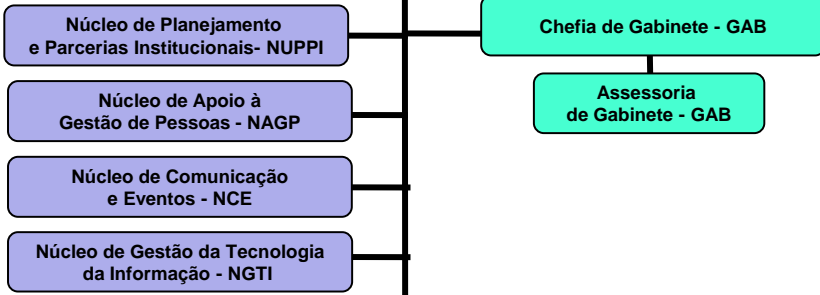 Núcleo de Planejamento
e Parcerias Institucionais- NUPPI
Chefia de Gabinete - GAB
Assessoria
de Gabinete - GAB
Núcleo de Apoio à
Gestão de Pessoas - NAGP
Núcleo de Comunicação
e Eventos - NCE
Núcleo de Gestão da Tecnologia
da Informação - NGTI